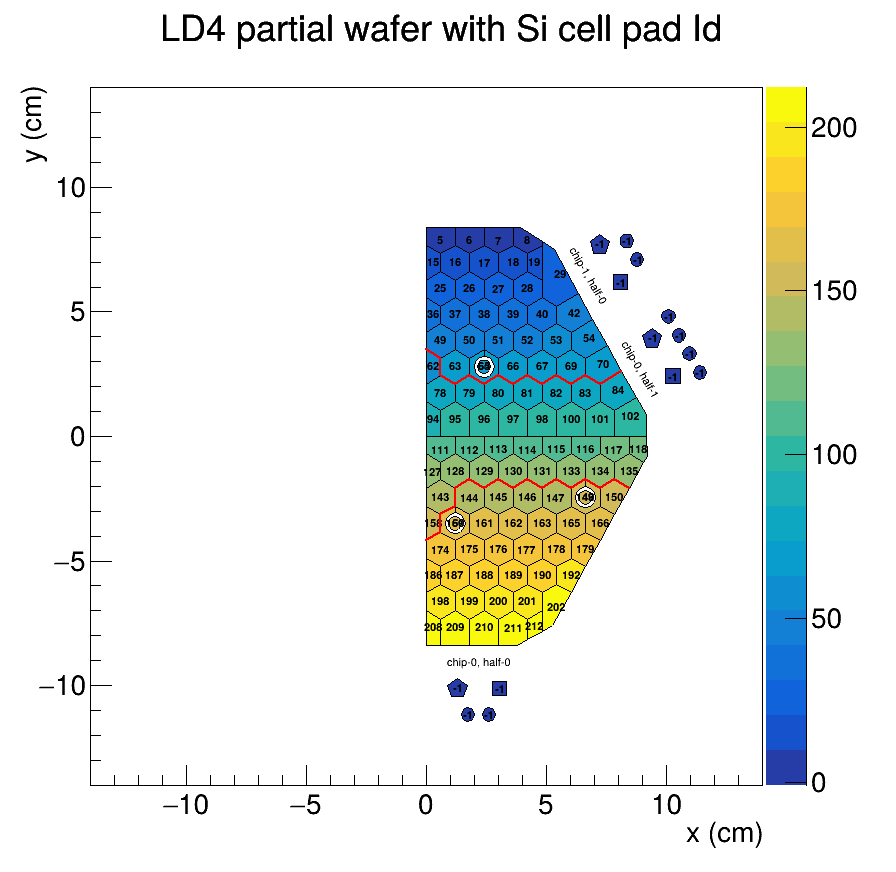 LD4 partial wafer with Si cell pad Id
y (cm)
10
5
0
−5
−10
5 6 7 8
15 16 17 18 19 29
25 26 27 28
36 37 38 39 40 42
49 50 51 52 53 54
62 63 66 67 69 70
78 79 80 81 82 83 84
94 95 96 97 98 100 101 102
111 112 113 114 115 116 117 118
127 128 129 130 131 133 134 135
143 144 145 146 147 149 150
158 160 161 162 163 165 166
174 175 176 177 178 179
186 187 188 189 190 192
198 199 200 201 202
208 209 210 211 212
chip-1, half-0
-1 -1 -1 -1
chip-0, half-1
-1 -1 -1 -1 -1 -1
chip-0, half-0
-1 -1
-1 -1
−10 −5 0 5 10
x (cm)
200
150
100
50
0